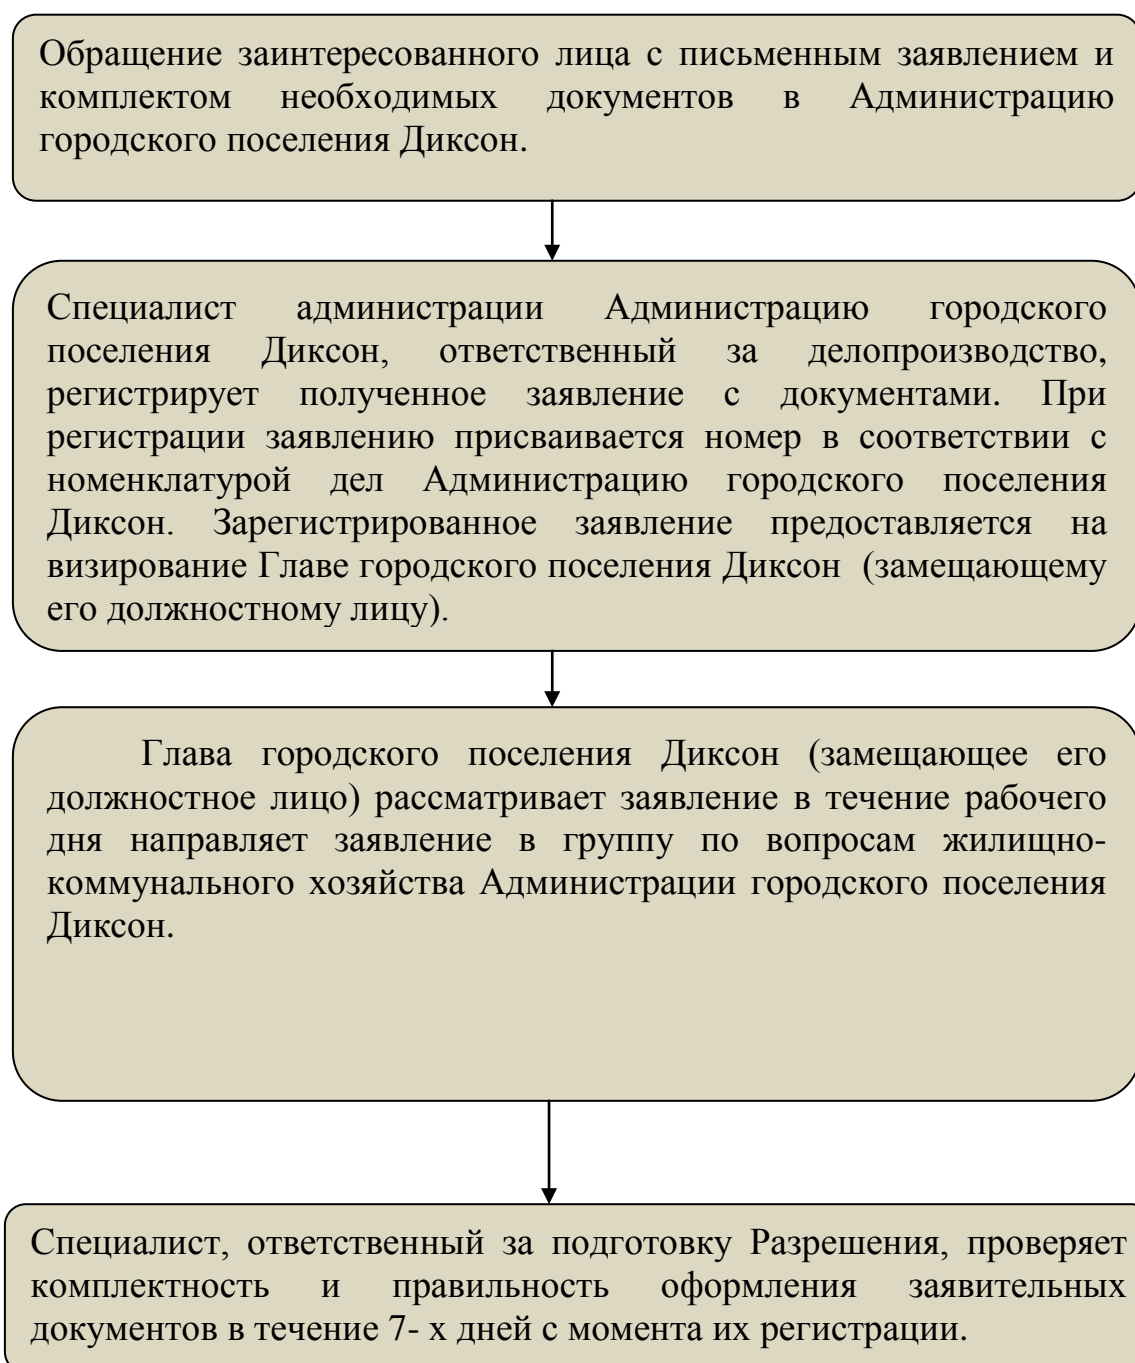 Обращение заинтересованного лица с письменным заявлением и
комплектом необходимых документов в Администрацию
городского поселения Диксон.
Специалист администрации Администрацию городского
поселения Диксон, ответственный за делопроизводство,
регистрирует полученное заявление с документами. При
регистрации заявлению присваивается номер в соответствии с
номенклатурой дел Администрацию городского поселения
Диксон. Зарегистрированное заявление предоставляется на
визирование Главе городского поселения Диксон (замещающему
его должностному лицу).
Глава городского поселения Диксон (замещающее его
должностное лицо) рассматривает заявление в течение рабочего
дня направляет заявление в группу по вопросам жилищно-
коммунального хозяйства Администрации городского поселения
Диксон.
Специалист, ответственный за подготовку Разрешения, проверяет
комплектность и правильность оформления заявительных
документов в течение 7- х дней с момента их регистрации.